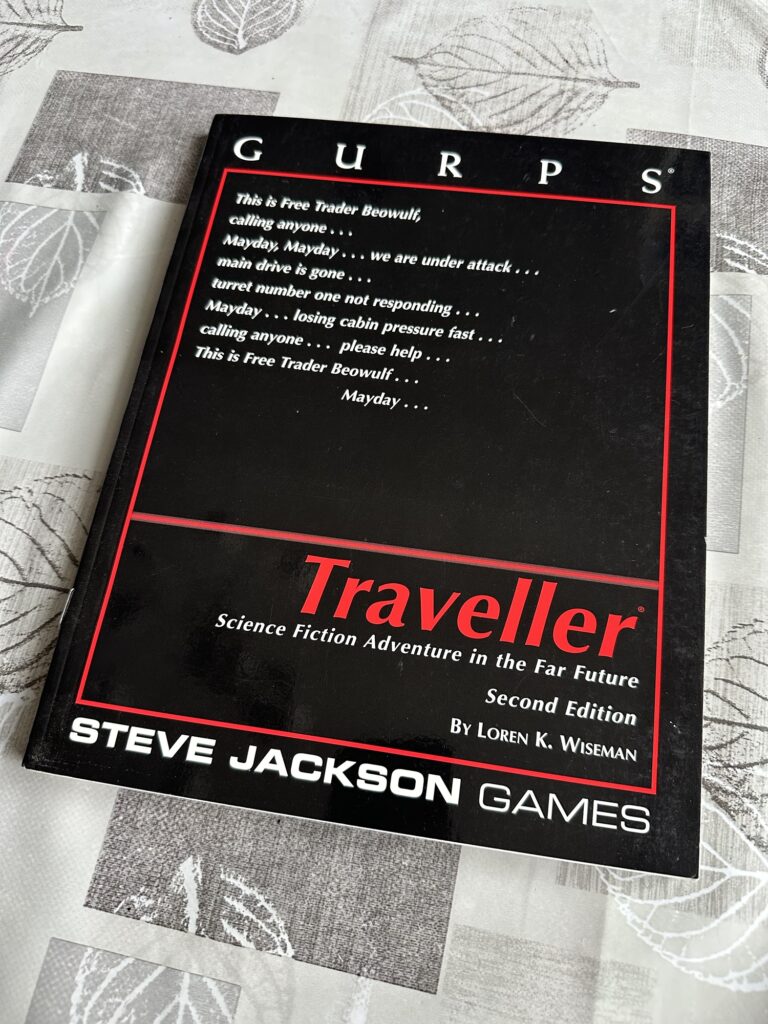 GURPS®
This is Free Trader Beowulf,
calling anyone . . .
Mayday, Mayday . . . we are under attack . . .
main drive is gone . . .
turret number one not responding . . .
Mayday . . . losing cabin pressure fast . . .
calling anyone . . . please help . . .
This is Free Trader Beowulf . . .
Mayday . . .
Traveller®
Science Fiction Adventure in the Far Future
Second Edition
By Loren K. Wiseman
STEVE JACKSON GAMES